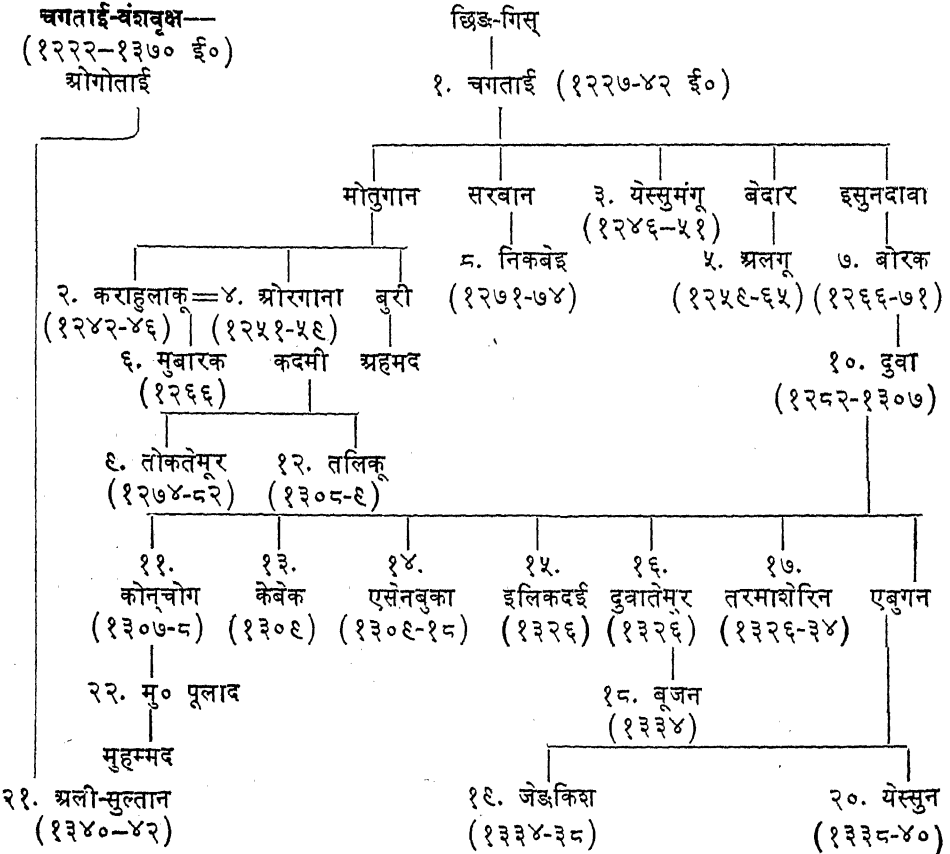 चगताई-वंशवृक्ष—
(१२२२–१३७० ई०)
ओगोताई
छिङ-गिस्
१. चगताई (१२२७-४२ ई०)
मोतुगान सरबान ३. येस्सुमंगू बेदार इसुनदावा
(१२४६–५१)
८. निकबेइ ५. अलगू ७. बोरक
(१२७१-७४) (१२५९-६५) (१२६६-७१)
२. कराहुलाकू=४. ओरगाना बुरी
(१२४२-४६) (१२५१-५९)
६. मुबारक कदमी अहमद १०. दुवा
(१२६६) (१२८२-१३०७)
९. तोकतेमूर १२. तलिकू
(१२७४-८२) (१३०८-९)
११. १३. १४. १५. १६. १७.
कोन्चोग केबेक एसेनबुका इलिकदई दुवातेमूर तरमाशेरिन एबुगन
(१३०७-८) (१३०९) (१३०९-१८) (१३२६) (१३२६) (१३२६-३४)
२२. मु० पूलाद १८. बूजन
(१३३४)
मुहम्मद
२१. अली-सुल्तान १९. जेङकिश २०. येस्सुन
(१३४०–४२) (१३३४-३८) (१३३८-४०)